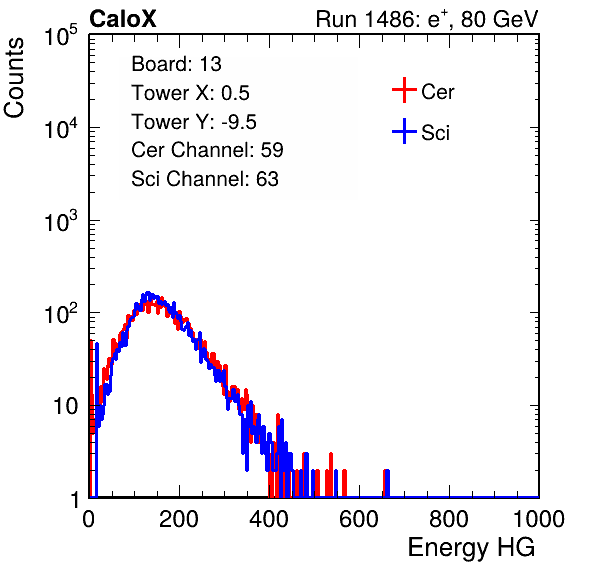 CaloX Run 1486: e⁺, 80 GeV
Counts
Board: 13
Tower X: 0.5
Tower Y: -9.5
Cer Channel: 59
Sci Channel: 63
Cer
Sci
10⁵
10⁴
10³
10²
10
1
0 200 400 600 800 1000
Energy HG